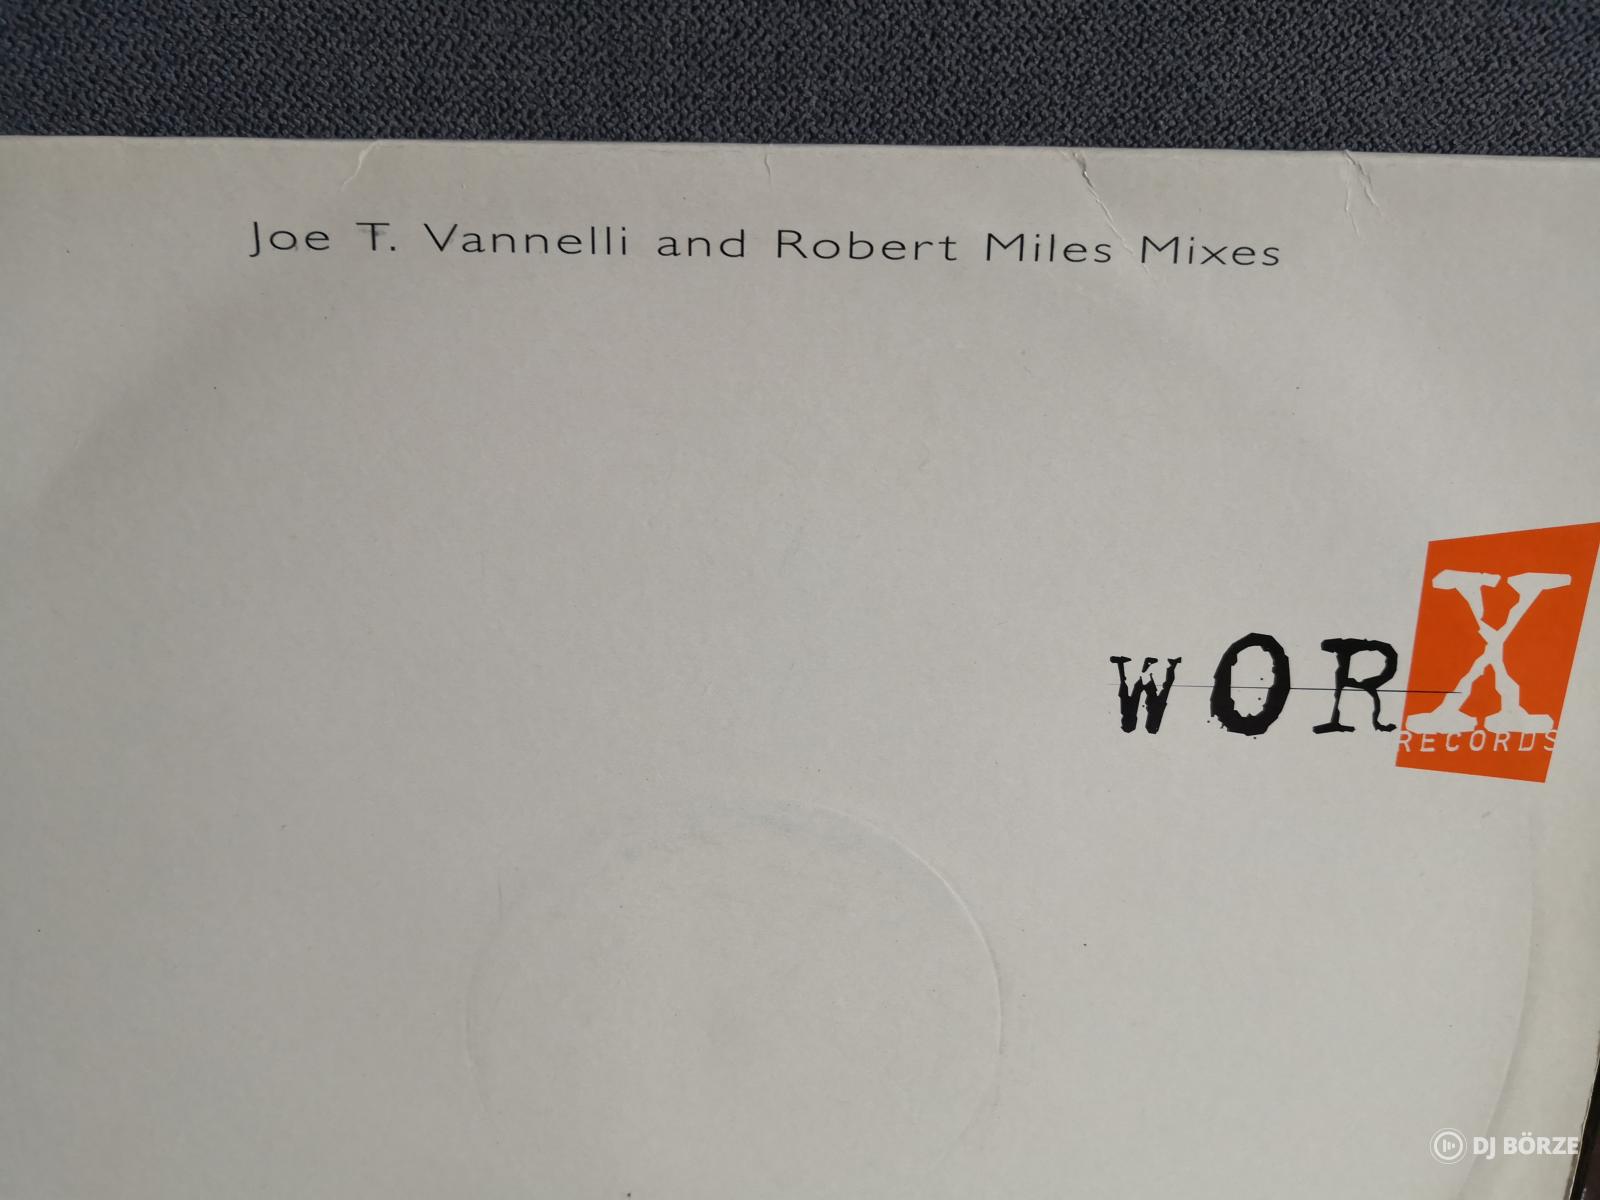 Joe T. Vannelli and Robert Miles Mixes
WORX
RECORDS
DJ BÖRZE